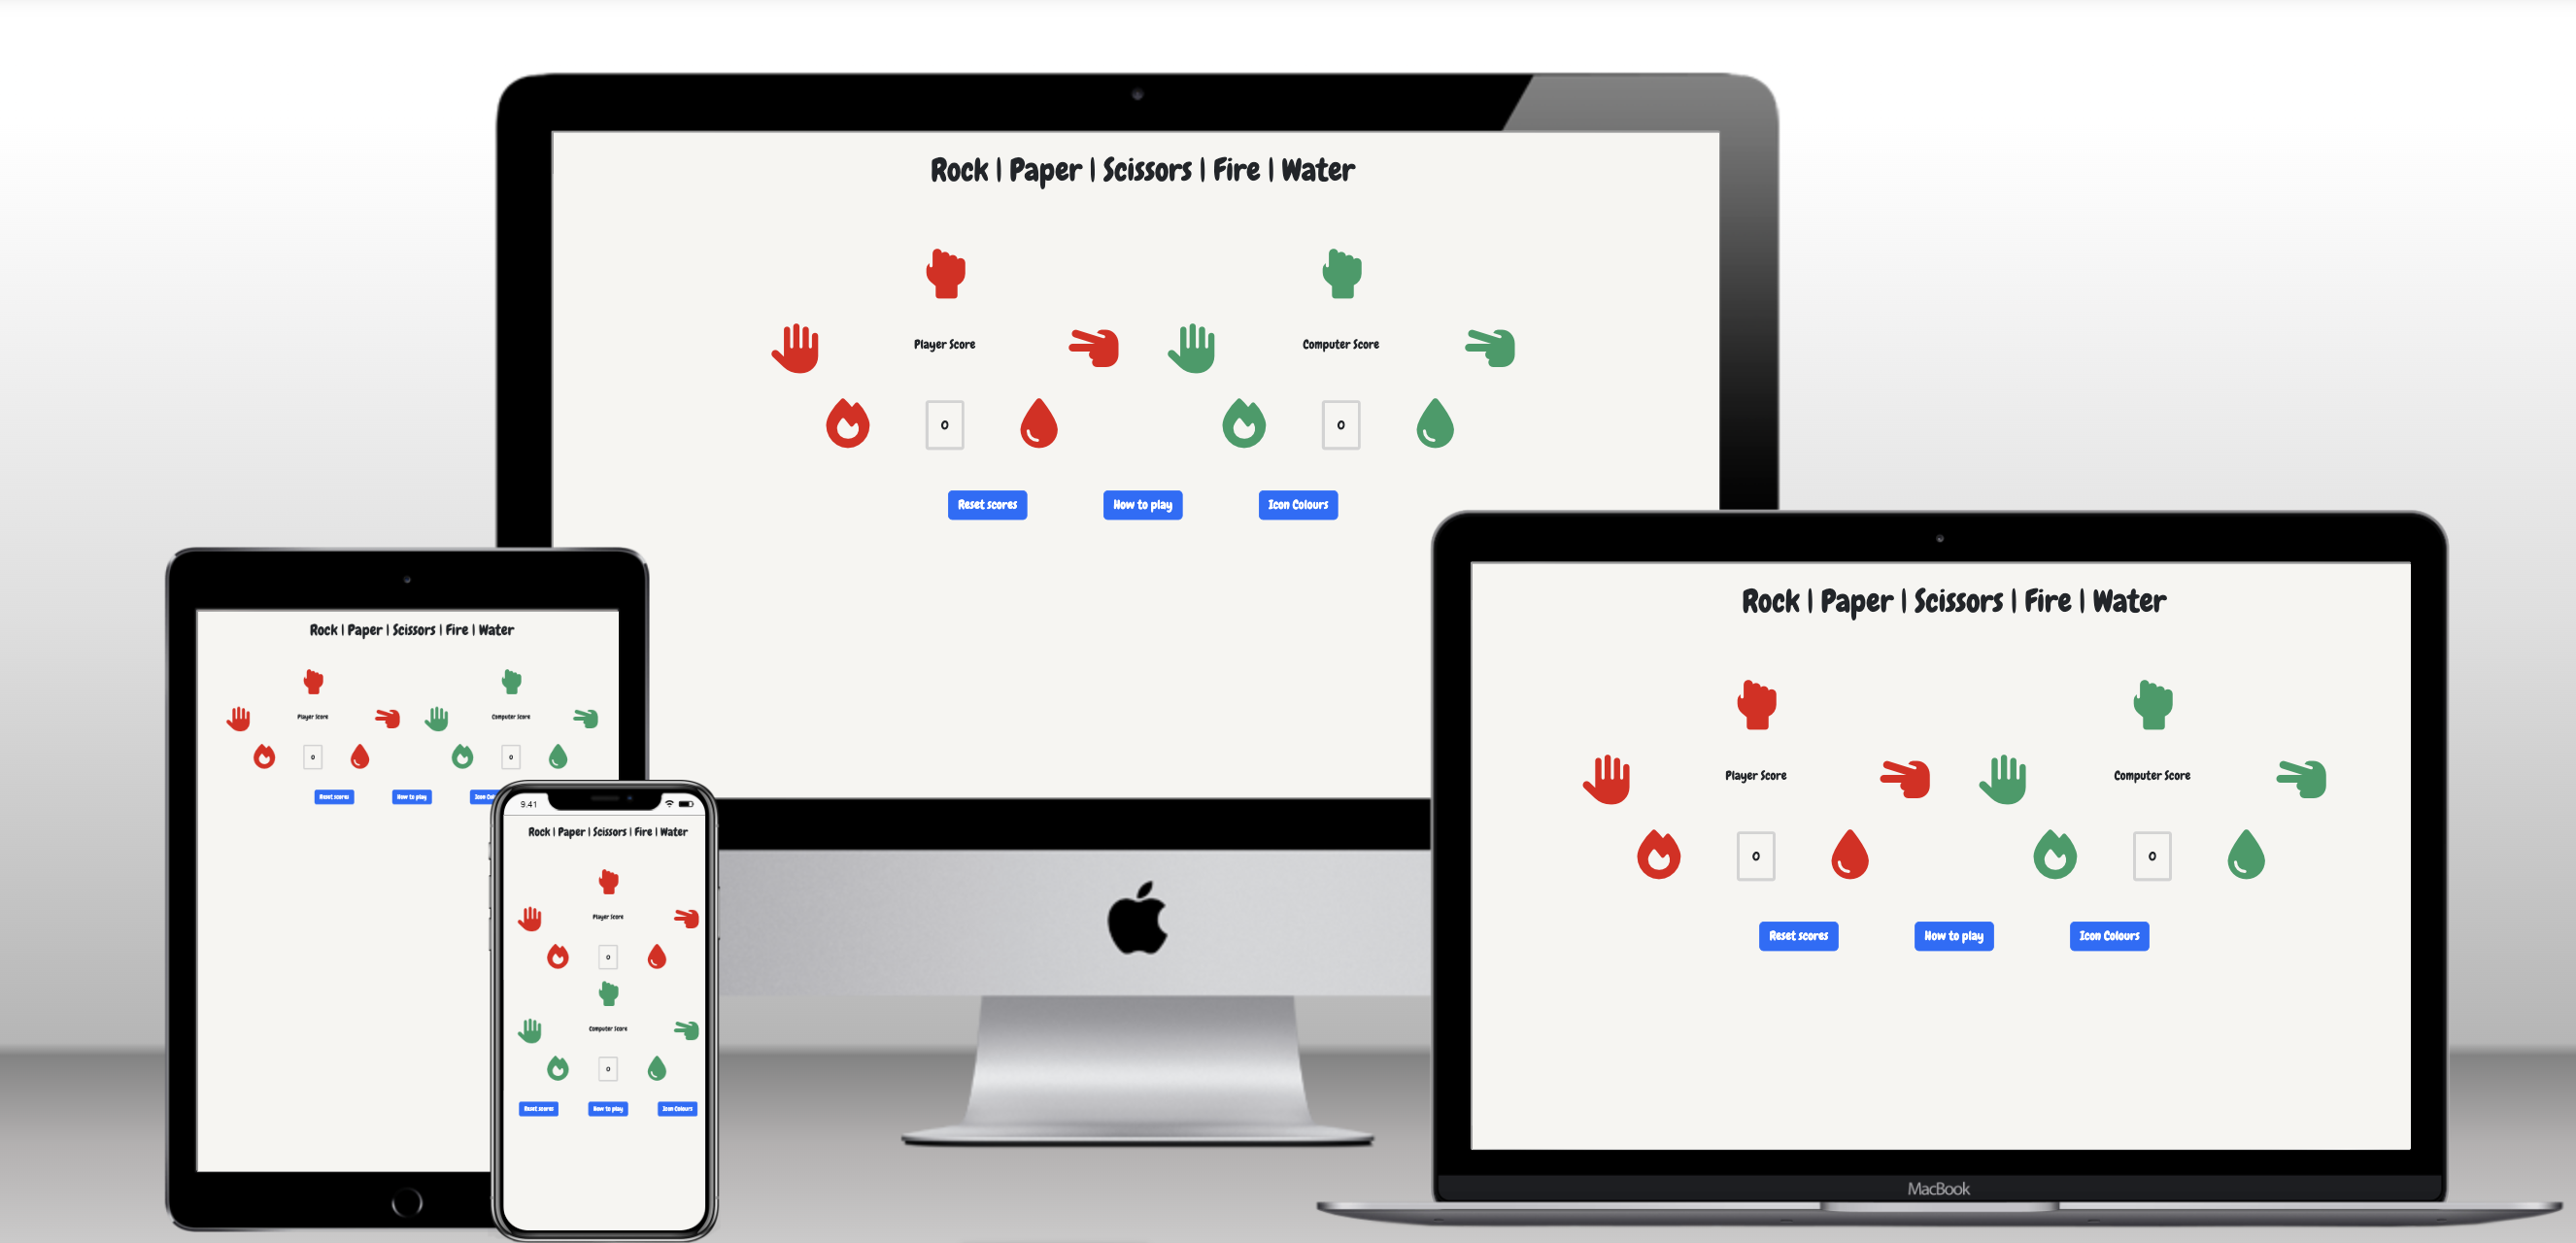 Rock | Paper | Scissors | Fire | Water
Player Score
Computer Score
0
0
Reset scores
How to play
Icon Colours
Rock | Paper | Scissors | Fire | Water
Player Score
Computer Score
0
0
Reset scores
How to play
Icon Colours
MacBook
Rock | Paper | Scissors | Fire | Water
Player Score
Computer Score
0
0
Reset scores
How to play
9:41
Rock | Paper | Scissors | Fire | Water
Player Score
0
Computer Score
0
Reset scores
How to play
Icon Colours